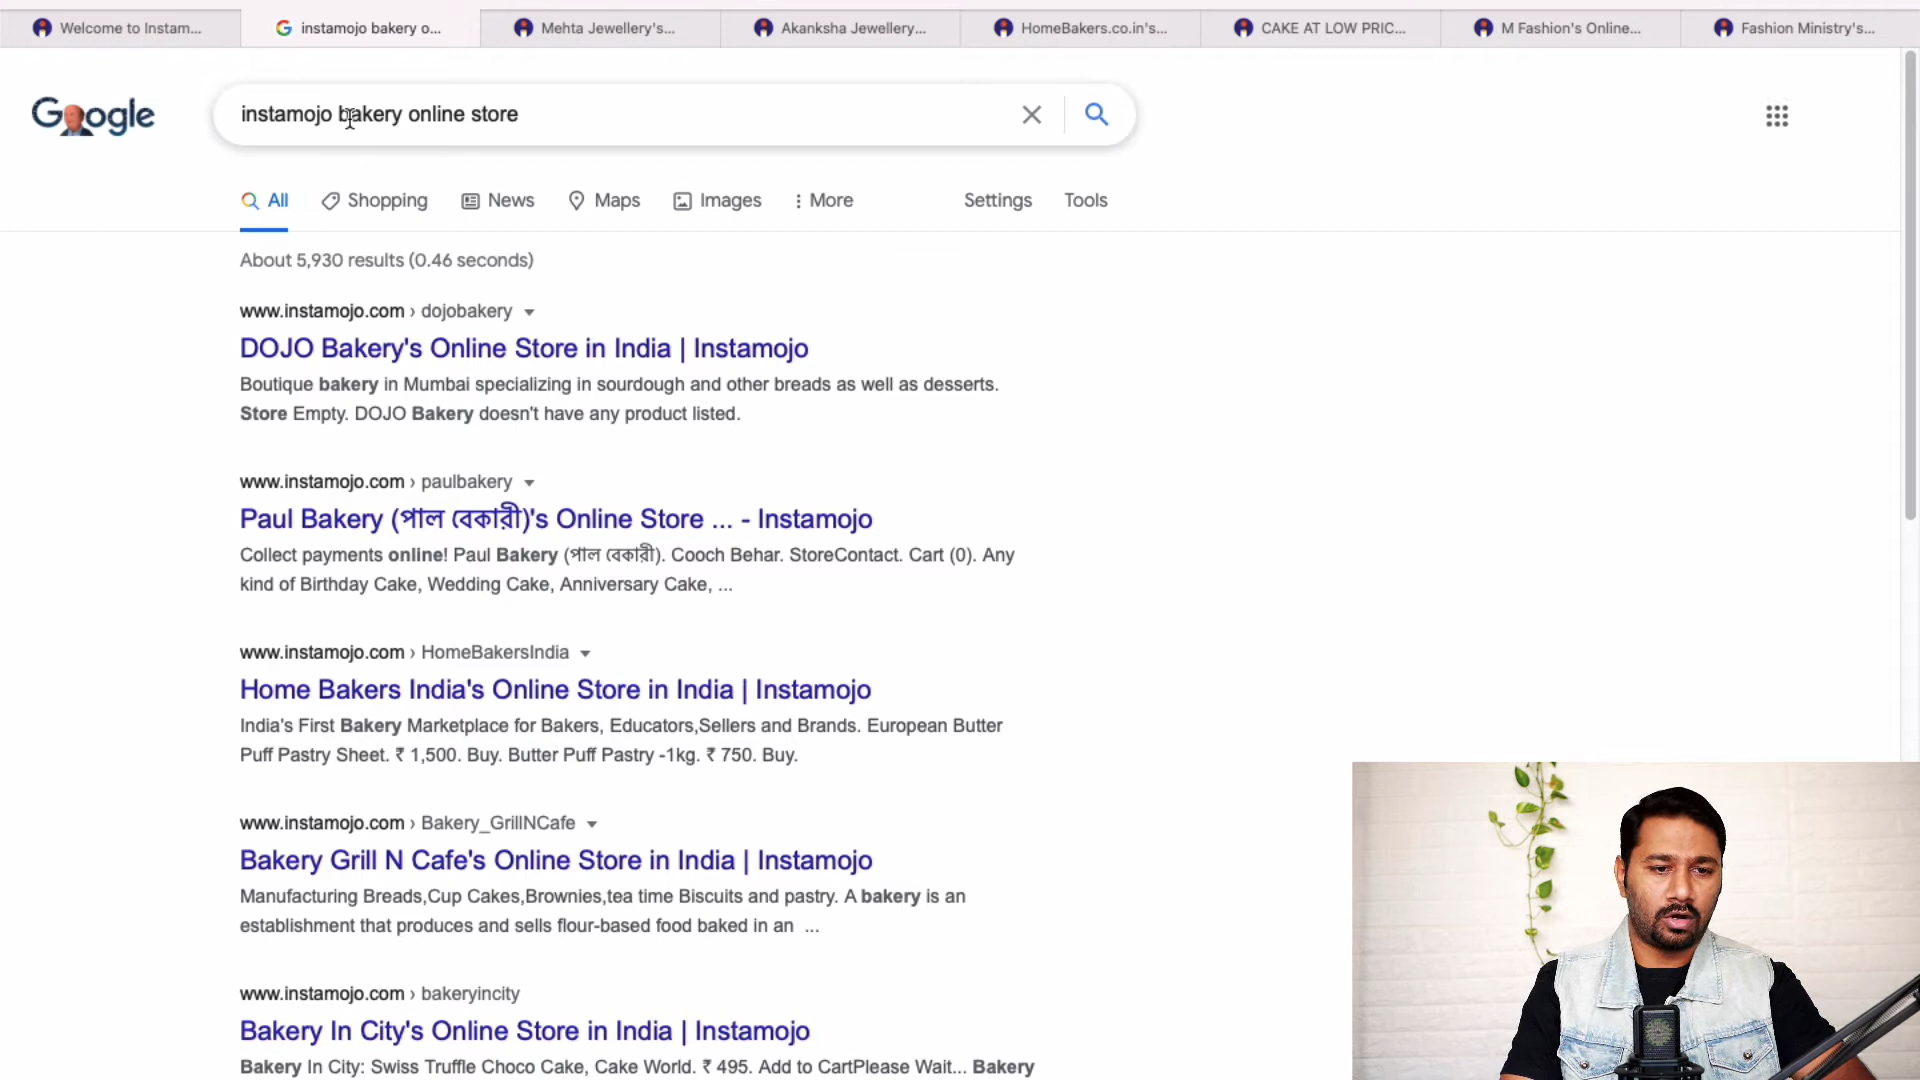 Welcome to Instam...
instamojo bakery o...
Mehta Jewellery's...
Akanksha Jewellery...
HomeBakers.co.in's...
CAKE AT LOW PRIC...
M Fashion's Online...
Fashion Ministry's...
Google
instamojo bakery online store
All Shopping News Maps Images More Settings Tools
About 5,930 results (0.46 seconds)
www.instamojo.com › dojobakery
DOJO Bakery's Online Store in India | Instamojo
Boutique bakery in Mumbai specializing in sourdough and other breads as well as desserts.
Store Empty. DOJO Bakery doesn't have any product listed.
www.instamojo.com › paulbakery
Paul Bakery (পাল বেকারী)'s Online Store ... - Instamojo
Collect payments online! Paul Bakery (পাল বেকারী). Cooch Behar. StoreContact. Cart (0). Any
kind of Birthday Cake, Wedding Cake, Anniversary Cake, ...
www.instamojo.com › HomeBakersIndia
Home Bakers India's Online Store in India | Instamojo
India's First Bakery Marketplace for Bakers, Educators,Sellers and Brands. European Butter
Puff Pastry Sheet. ₹ 1,500. Buy. Butter Puff Pastry -1kg. ₹ 750. Buy.
www.instamojo.com › Bakery_GrillNCafe
Bakery Grill N Cafe's Online Store in India | Instamojo
Manufacturing Breads,Cup Cakes,Brownies,tea time Biscuits and pastry. A bakery is an
establishment that produces and sells flour-based food baked in an ...
www.instamojo.com › bakeryincity
Bakery In City's Online Store in India | Instamojo
Bakery In City: Swiss Truffle Choco Cake, Cake World. ₹ 495. Add to CartPlease Wait... Bakery